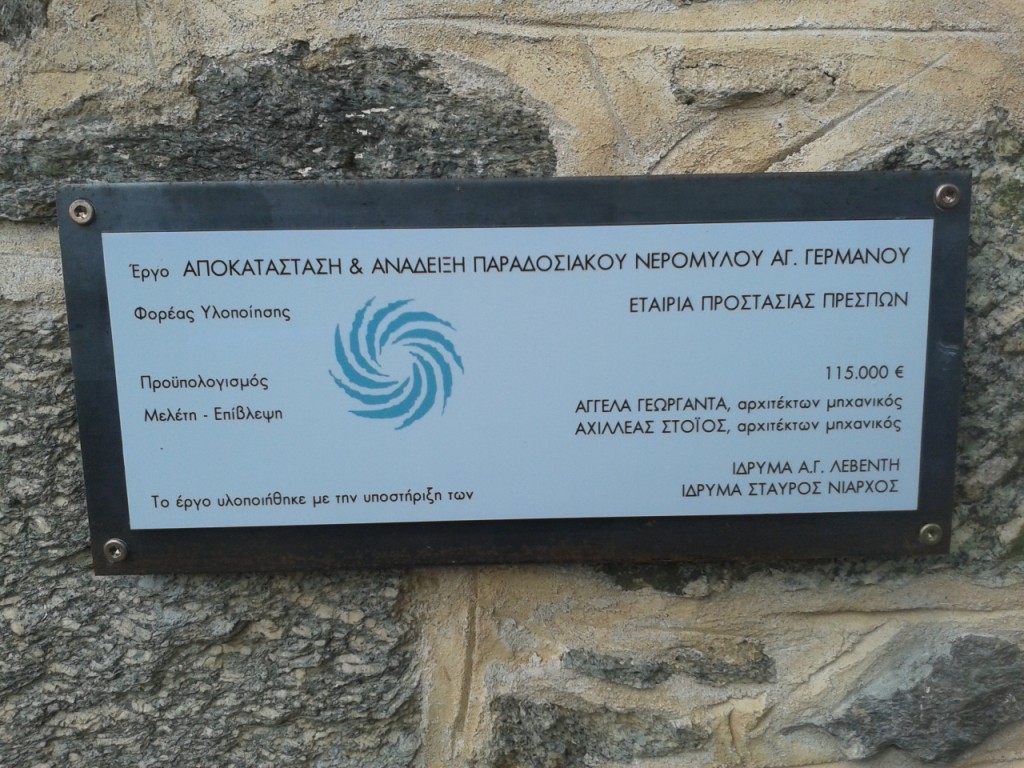 Έργο ΑΠΟΚΑΤΑΣΤΑΣΗ & ΑΝΑΔΕΙΞΗ ΠΑΡΑΔΟΣΙΑΚΟΥ ΝΕΡΟΜΥΛΟΥ ΑΓ. ΓΕΡΜΑΝΟΥ
Φορέας Υλοποίησης ΕΤΑΙΡΙΑ ΠΡΟΣΤΑΣΙΑΣ ΠΡΕΣΠΩΝ
Προϋπολογισμός 115.000 €
Μελέτη - Επίβλεψη ΑΓΓΕΛΑ ΓΕΩΡΓΑΝΤΑ, αρχιτέκτων μηχανικός
ΑΧΙΛΛΕΑΣ ΣΤΟΪΟΣ, αρχιτέκτων μηχανικός
ΙΔΡΥΜΑ Α.Γ. ΛΕΒΕΝΤΗ
Το έργο υλοποιήθηκε με την υποστήριξη των ΙΔΡΥΜΑ ΣΤΑΥΡΟΣ ΝΙΑΡΧΟΣ